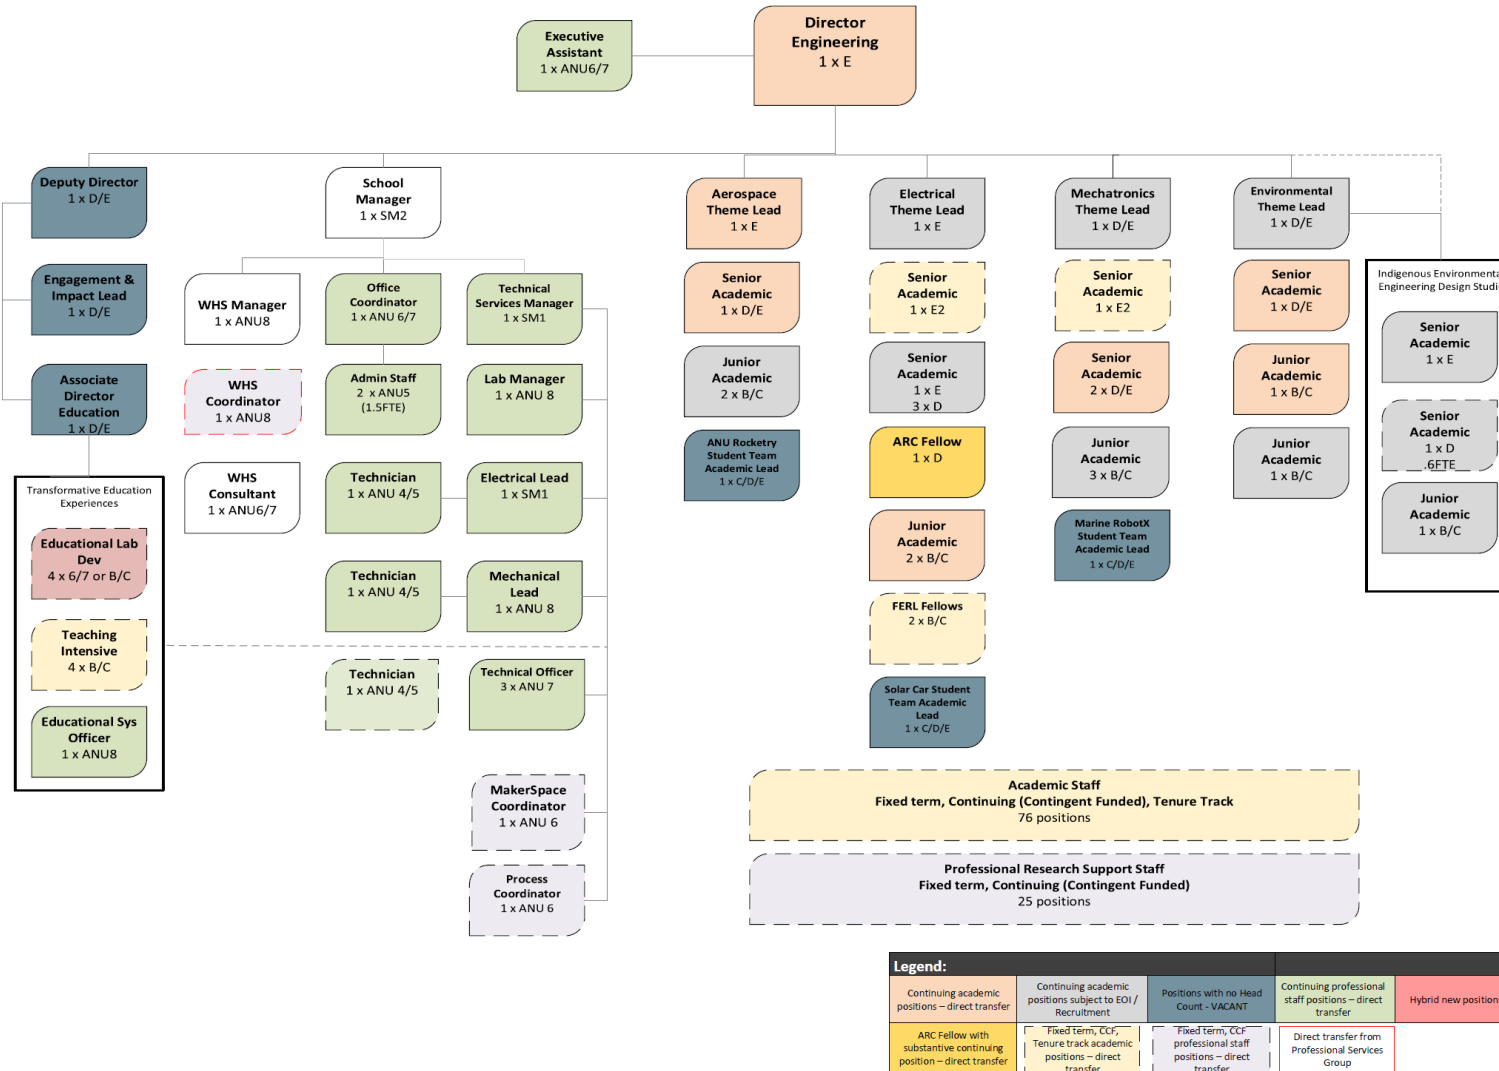 Director
Engineering
1 x E
Executive
Assistant
1 x ANU6/7
Deputy Director
1 x D/E
School
Manager
1 x SM2
Aerospace
Theme Lead
1 x E
Electrical
Theme Lead
1 x E
Mechatronics
Theme Lead
1 x D/E
Environmental
Theme Lead
1 x D/E
Engagement &
Impact Lead
1 x D/E
Associate
Director
Education
1 x D/E
Transformative Education
Experiences
Educational Lab
Dev
4 x 6/7 or B/C
Teaching
Intensive
4 x B/C
Educational Sys
Officer
1 x ANU8
WHS Manager
1 x ANU8
WHS
Coordinator
1 x ANU8
WHS
Consultant
1 x ANU6/7
Office
Coordinator
1 x ANU 6/7
Admin Staff
2 x ANU5
(1.5FTE)
Technician
1 x ANU 4/5
Technician
1 x ANU 4/5
Technician
1 x ANU 4/5
Technical
Services Manager
1 x SM1
Lab Manager
1 x ANU 8
Electrical Lead
1 x SM1
Mechanical
Lead
1 x ANU 8
Technical Officer
3 x ANU 7
MakerSpace
Coordinator
1 x ANU 6
Process
Coordinator
1 x ANU 6
Senior
Academic
1 x D/E
Junior
Academic
2 x B/C
ANU Rocketry
Student Team
Academic Lead
1 x C/D/E
Senior
Academic
1 x E2
Senior
Academic
1 x E
3 x D
ARC Fellow
1 x D
Junior
Academic
2 x B/C
FERL Fellows
2 x B/C
Solar Car Student
Team Academic
Lead
1 x C/D/E
Senior
Academic
1 x E2
Senior
Academic
2 x D/E
Junior
Academic
3 x B/C
Marine RobotX
Student Team
Academic Lead
1 x C/D/E
Senior
Academic
1 x D/E
Junior
Academic
1 x B/C
Junior
Academic
1 x B/C
Indigenous Environmenta
Engineering Design Studi
Senior
Academic
1 x E
Senior
Academic
1 x D
.6FTE
Junior
Academic
1 x B/C
Academic Staff
Fixed term, Continuing (Contingent Funded), Tenure Track
76 positions
Professional Research Support Staff
Fixed term, Continuing (Contingent Funded)
25 positions
Legend:
Continuing academic
positions – direct transfer
Continuing academic
positions subject to EOI /
Recruitment
Positions with no Head
Count - VACANT
Continuing professional
staff positions – direct
transfer
Hybrid new position
ARC Fellow with
substantive continuing
position – direct transfer
Fixed term, CCF,
Tenure track academic
positions – direct
transfer
Fixed term, CCF
professional staff
positions – direct
transfer
Direct transfer from
Professional Services
Group